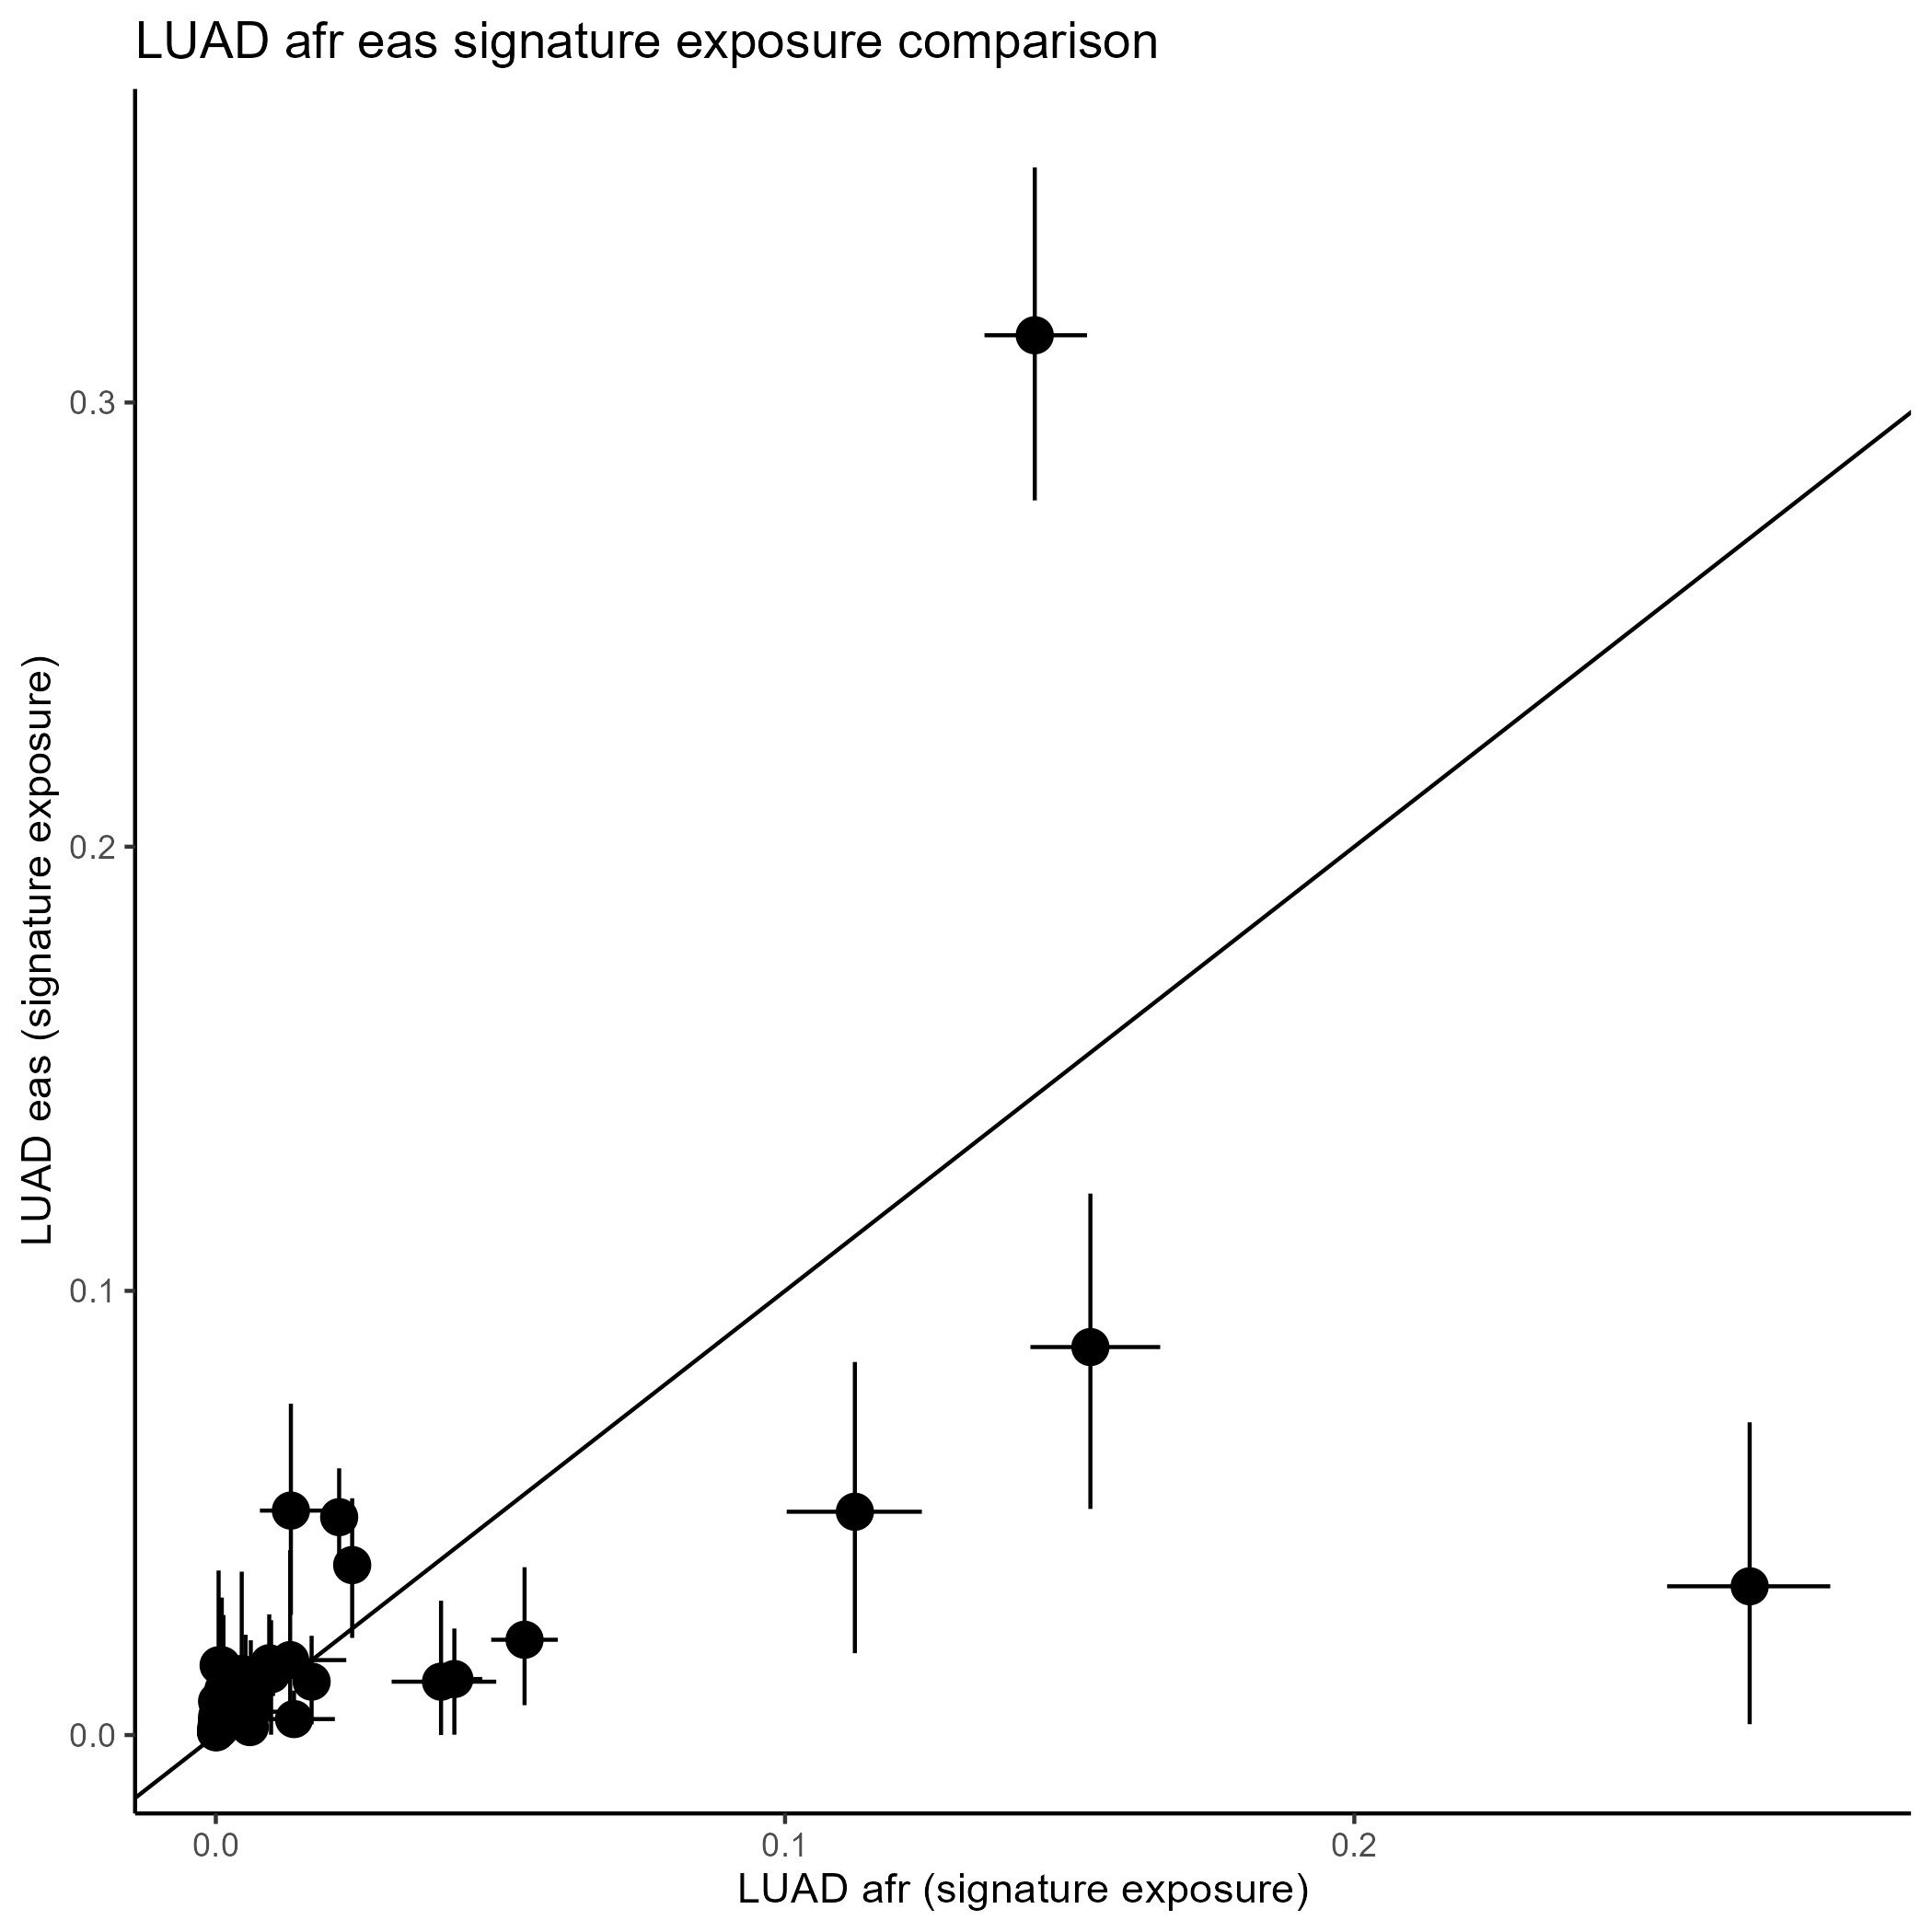 LUAD afr eas signature exposure comparison
LUAD eas (signature exposure)
0.3
0.2
0.1
0.0
0.0 0.1 0.2
LUAD afr (signature exposure)